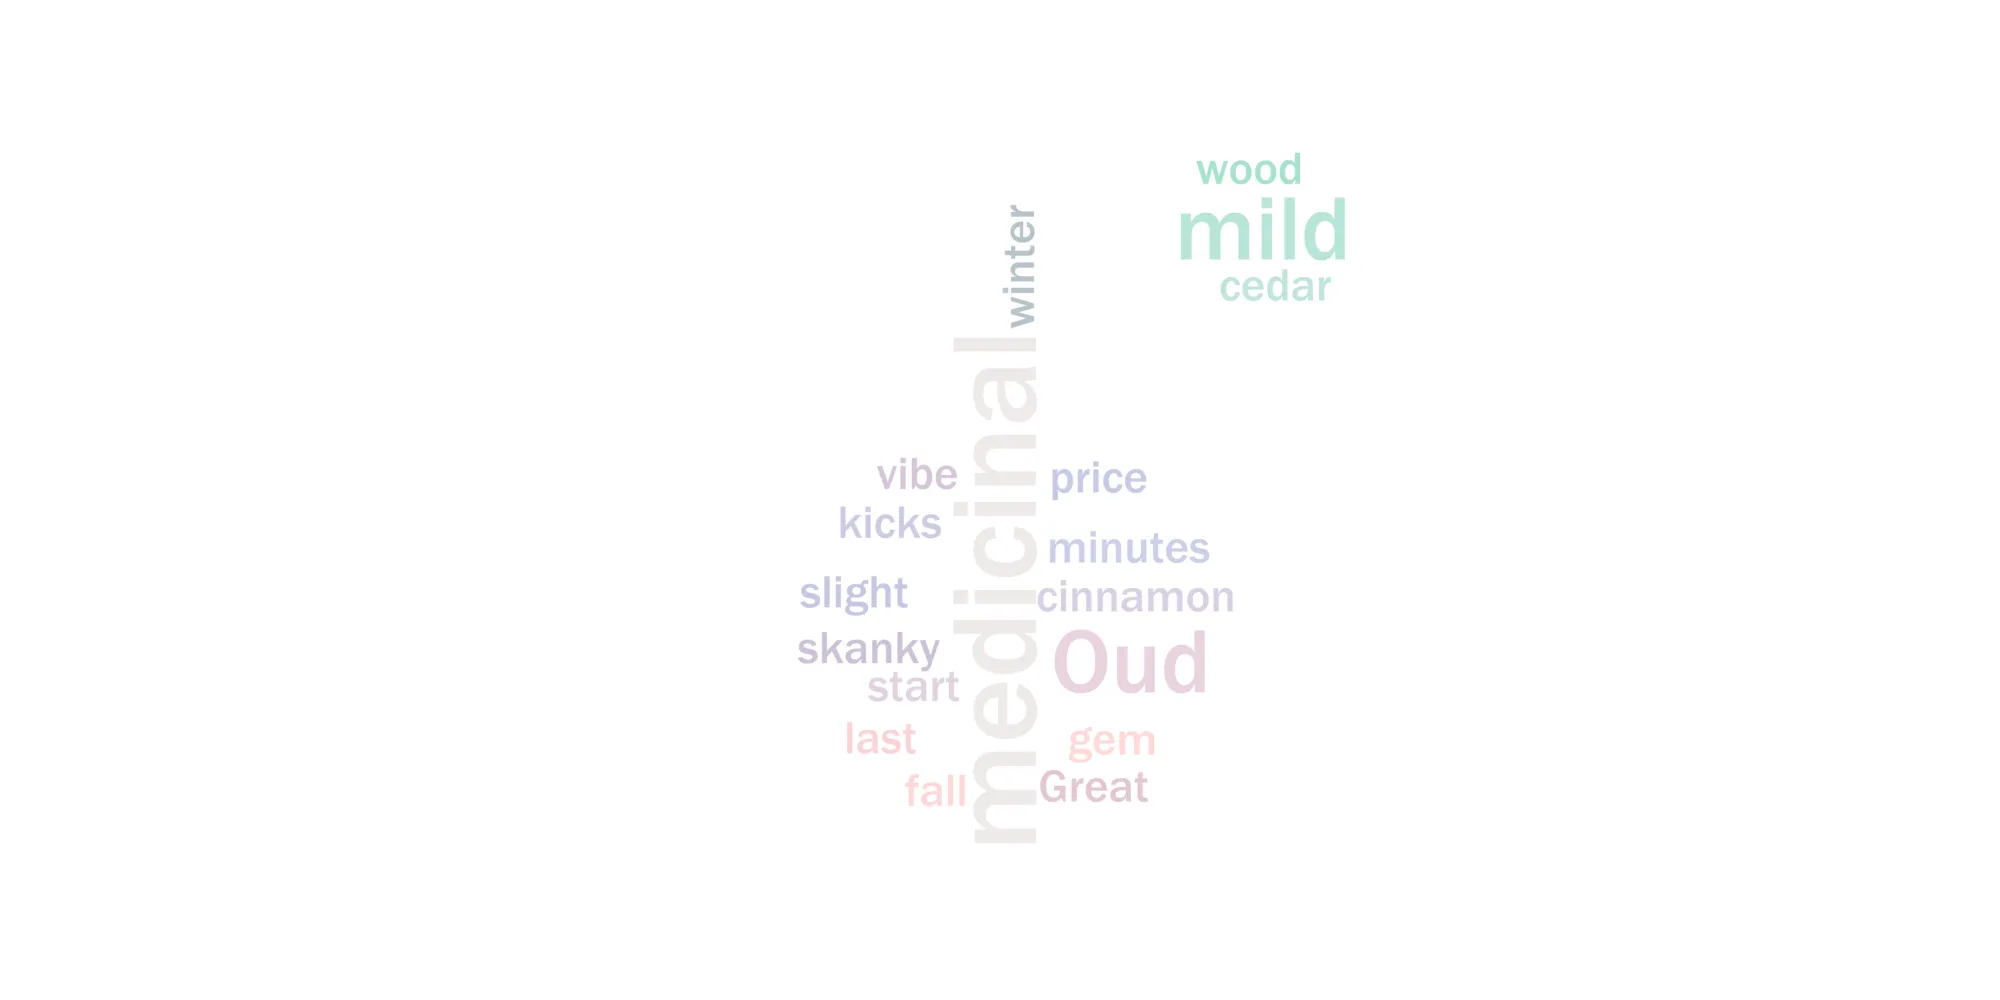 wood
mild
cedar
winter
medicinal
vibe
price
kicks
minutes
slight
cinnamon
skanky
Oud
start
last
gem
fall
Great